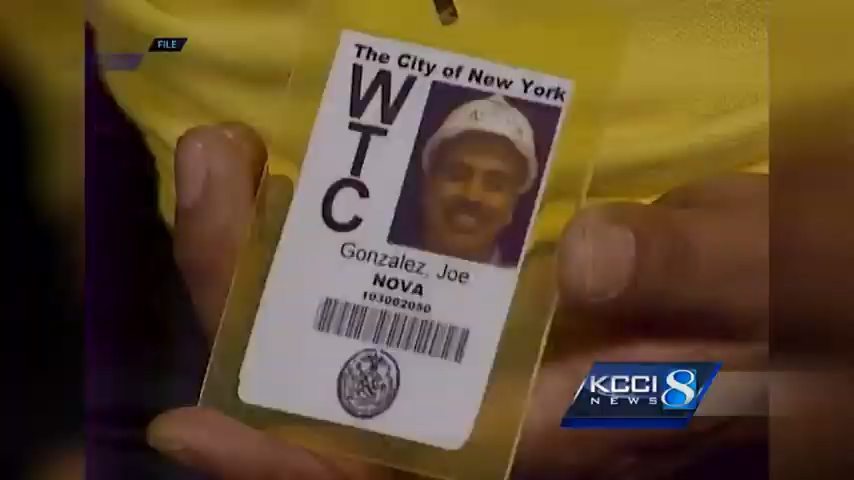 FILE
The City of New York
WTC
Gonzalez, Joe
NOVA
103002050
KCCI 8
NEWS